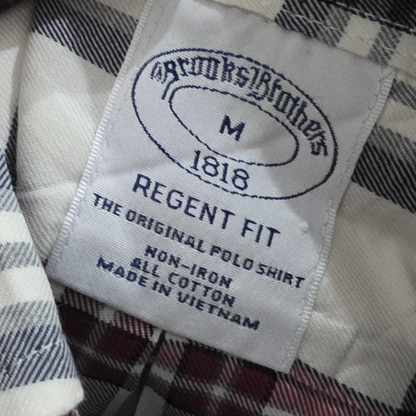 Brooks Brothers
M
1818
REGENT FIT
THE ORIGINAL POLO SHIRT
NON-IRON
ALL COTTON
MADE IN VIETNAM